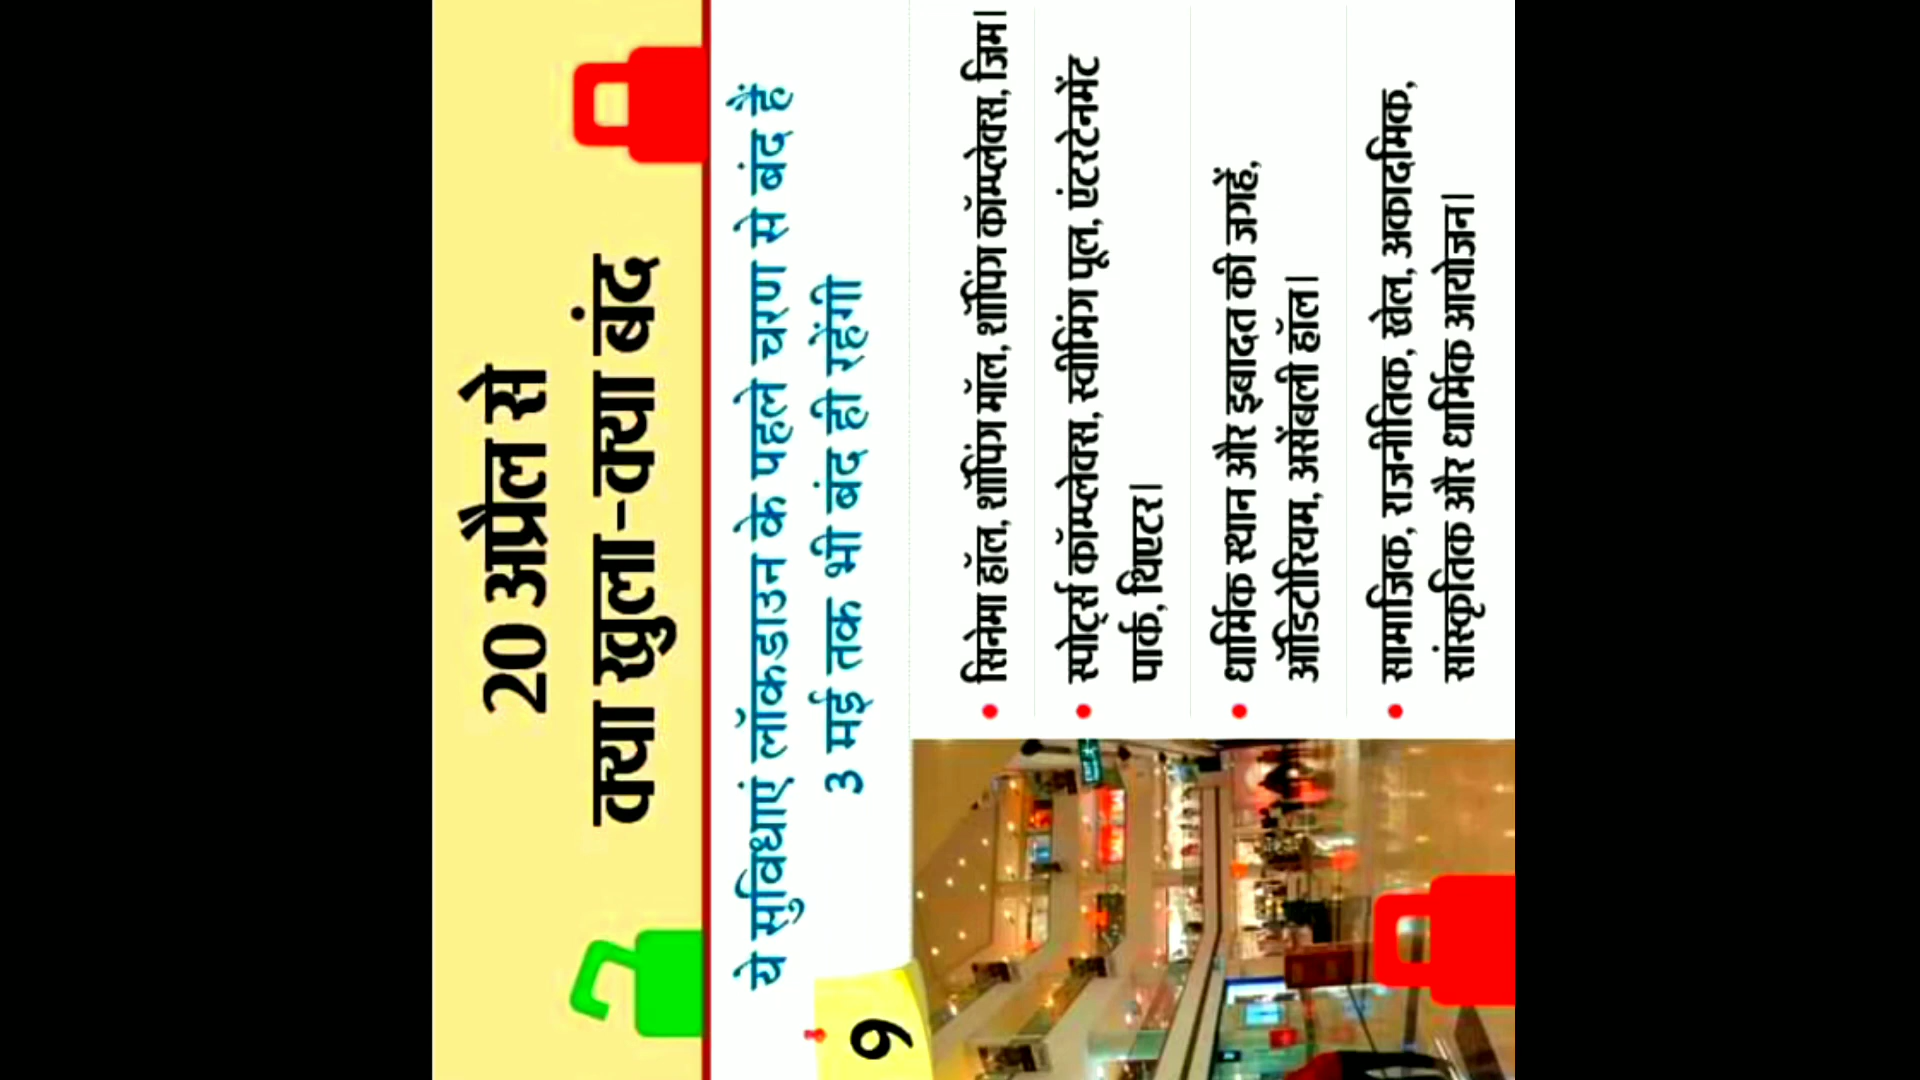 20 अप्रैल से
क्या खुला-क्या बंद
ये सुविधाएं लॉकडाउन के पहले चरण से बंद हैं
3 मई तक भी बंद ही रहेंगी
9
• सिनेमा हॉल, शॉपिंग मॉल, शॉपिंग कॉम्प्लेक्स, जिम।
• स्पोर्ट्स कॉम्प्लेक्स, स्वीमिंग पूल, एंटरटेनमेंट
पार्क, थिएटर।
• धार्मिक स्थान और इबादत की जगहें,
ऑडिटोरियम, असेंबली हॉल।
• सामाजिक, राजनीतिक, खेल, अकादमिक,
सांस्कृतिक और धार्मिक आयोजन।